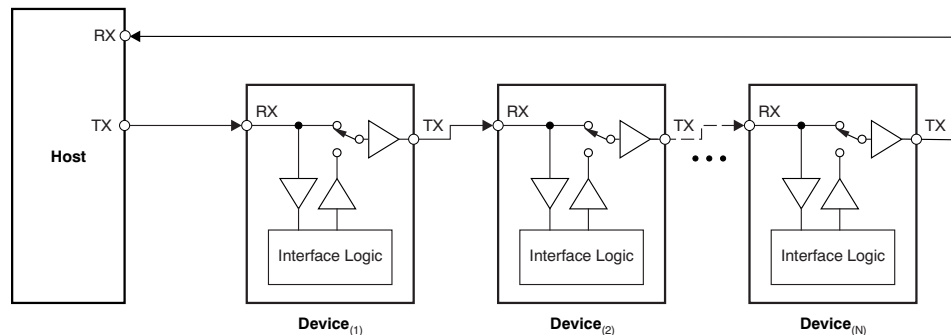 RX
TX
Host
RX
TX
Interface Logic
Device(1)
RX
TX
Interface Logic
Device(2)
RX
TX
Interface Logic
Device(N)